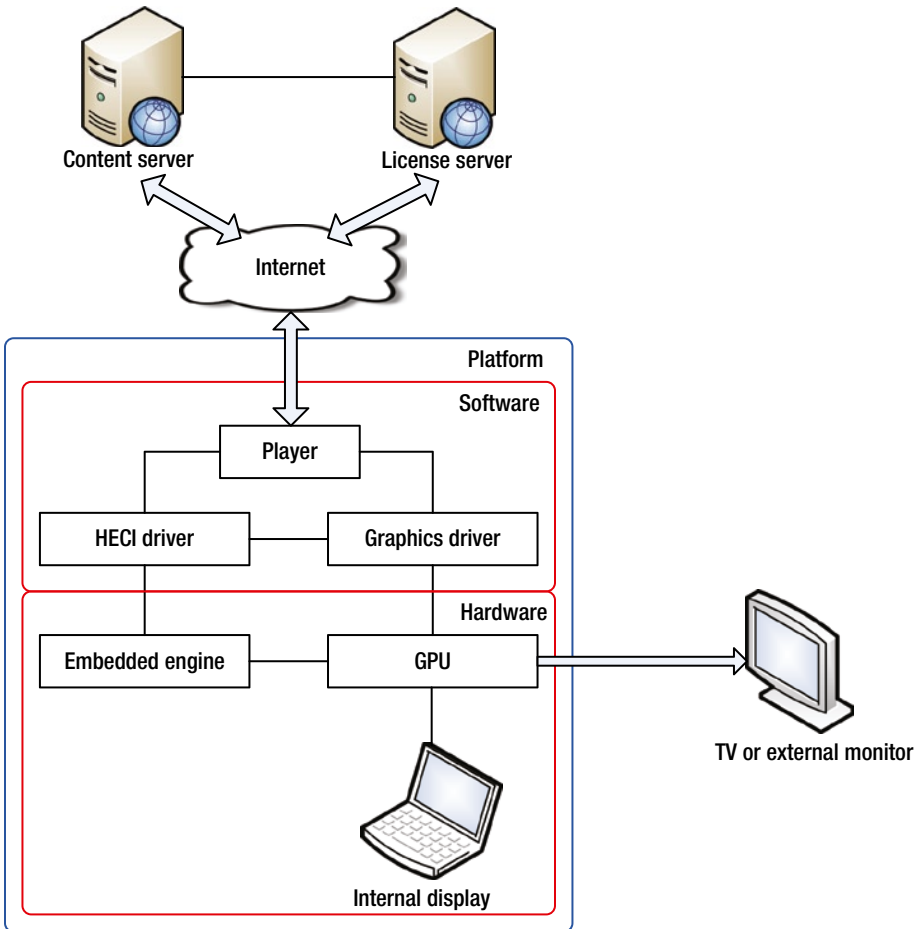 Content server
License server
Internet
Platform
Software
Player
HECI driver
Graphics driver
Hardware
Embedded engine
GPU
TV or external monitor
Internal display